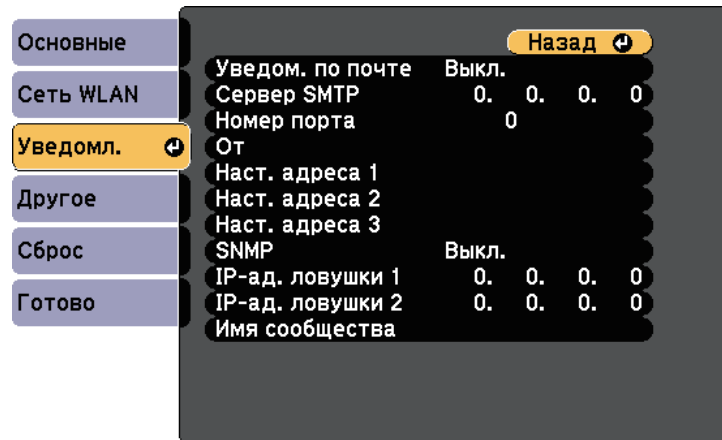 Основные
Сеть WLAN
Уведомл.
Другое
Сброс
Готово
Назад
Уведом. по почте Выкл.
Сервер SMTP 0. 0. 0. 0
Номер порта 0
От
Наст. адреса 1
Наст. адреса 2
Наст. адреса 3
SNMP Выкл.
IP-ад. ловушки 1 0. 0. 0. 0
IP-ад. ловушки 2 0. 0. 0. 0
Имя сообщества